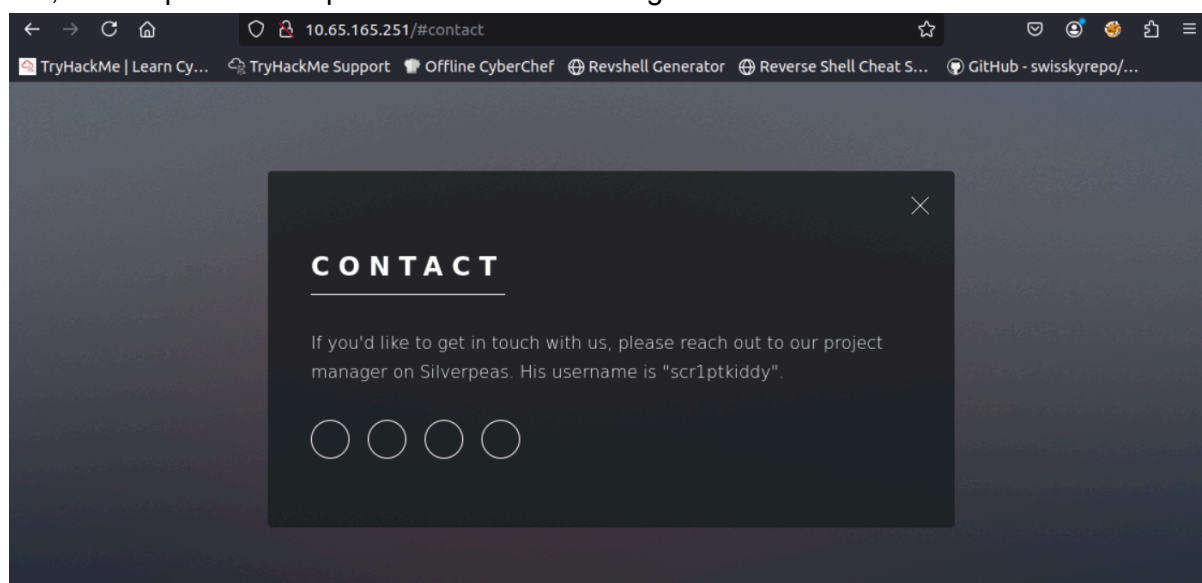 10.65.165.251/#contact
TryHackMe | Learn Cy... TryHackMe Support Offline CyberChef Revshell Generator Reverse Shell Cheat S... GitHub - swisskyrepo/...
CONTACT
If you'd like to get in touch with us, please reach out to our project
manager on Silverpeas. His username is "scr1ptkiddy".